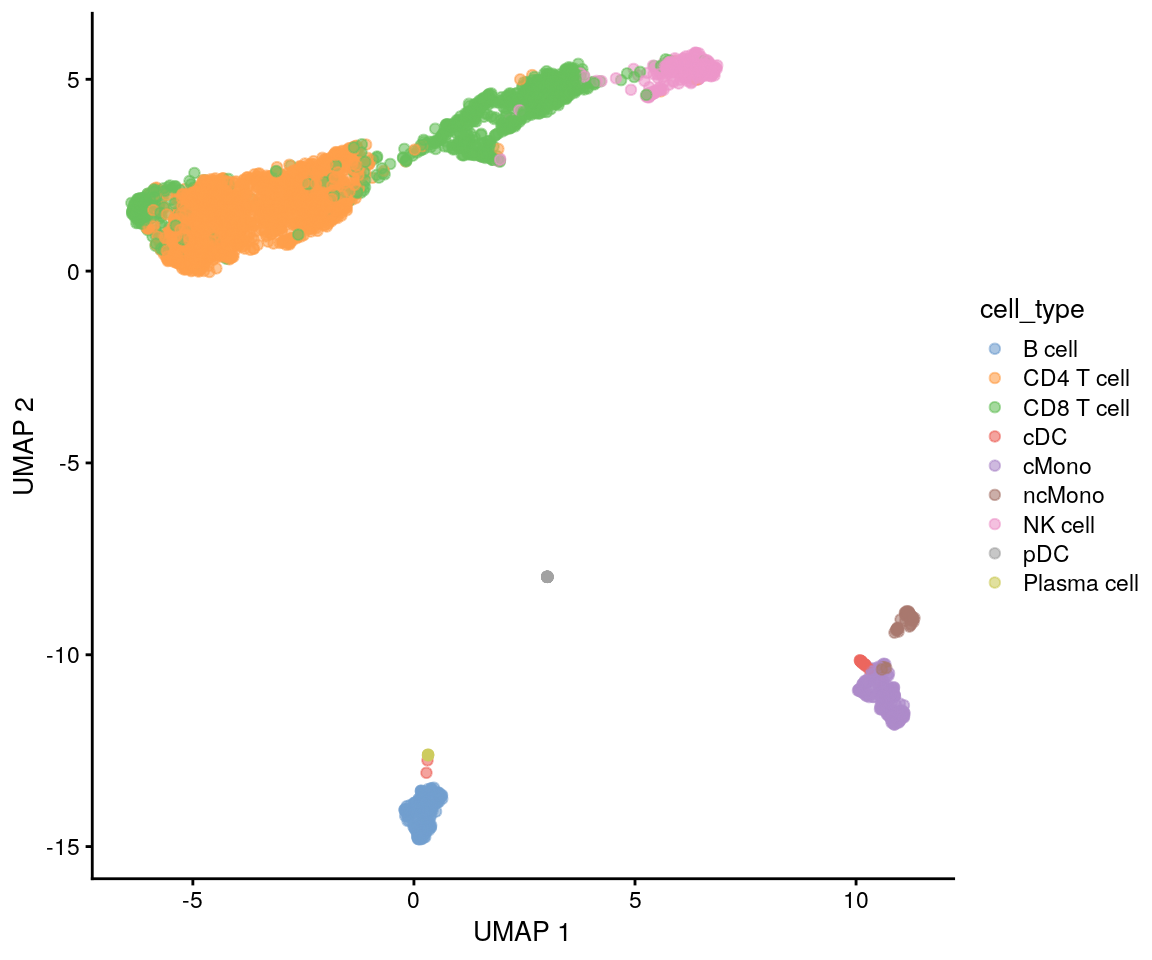 5
0
-5
-10
-15
UMAP 2
-5
0
5
10
UMAP 1
cell_type
B cell
CD4 T cell
CD8 T cell
cDC
cMono
ncMono
NK cell
pDC
Plasma cell